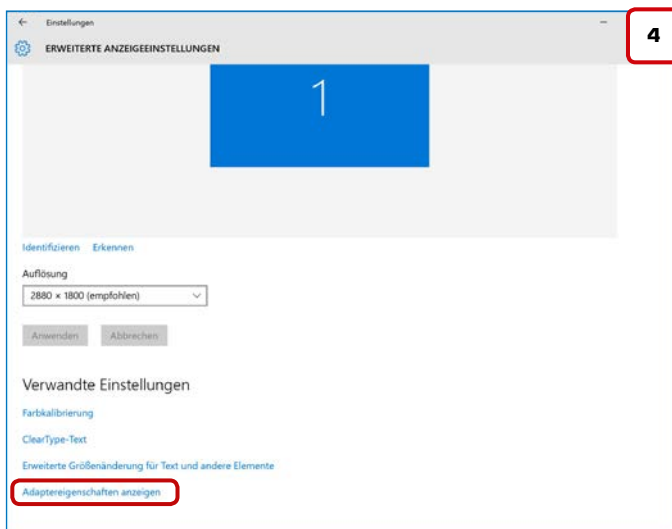 Einstellungen
4
ERWEITERTE ANZEIGEEINSTELLUNGEN
1
Identifizieren Erkennen
Auflösung
2880 × 1800 (empfohlen)
Anwenden Abbrechen
Verwandte Einstellungen
Farbkalibrierung
ClearType-Text
Erweiterte Größenänderung für Text und andere Elemente
Adaptereigenschaften anzeigen